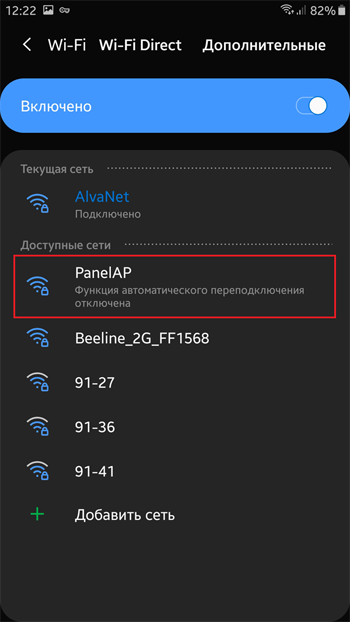 12:22 82%
Wi-Fi Wi-Fi Direct Дополнительные
Включено
Текущая сеть
AlvaNet
Подключено
Доступные сети
PanelAP
Функция автоматического переподключения
отключена
Beeline_2G_FF1568
91-27
91-36
91-41
Добавить сеть